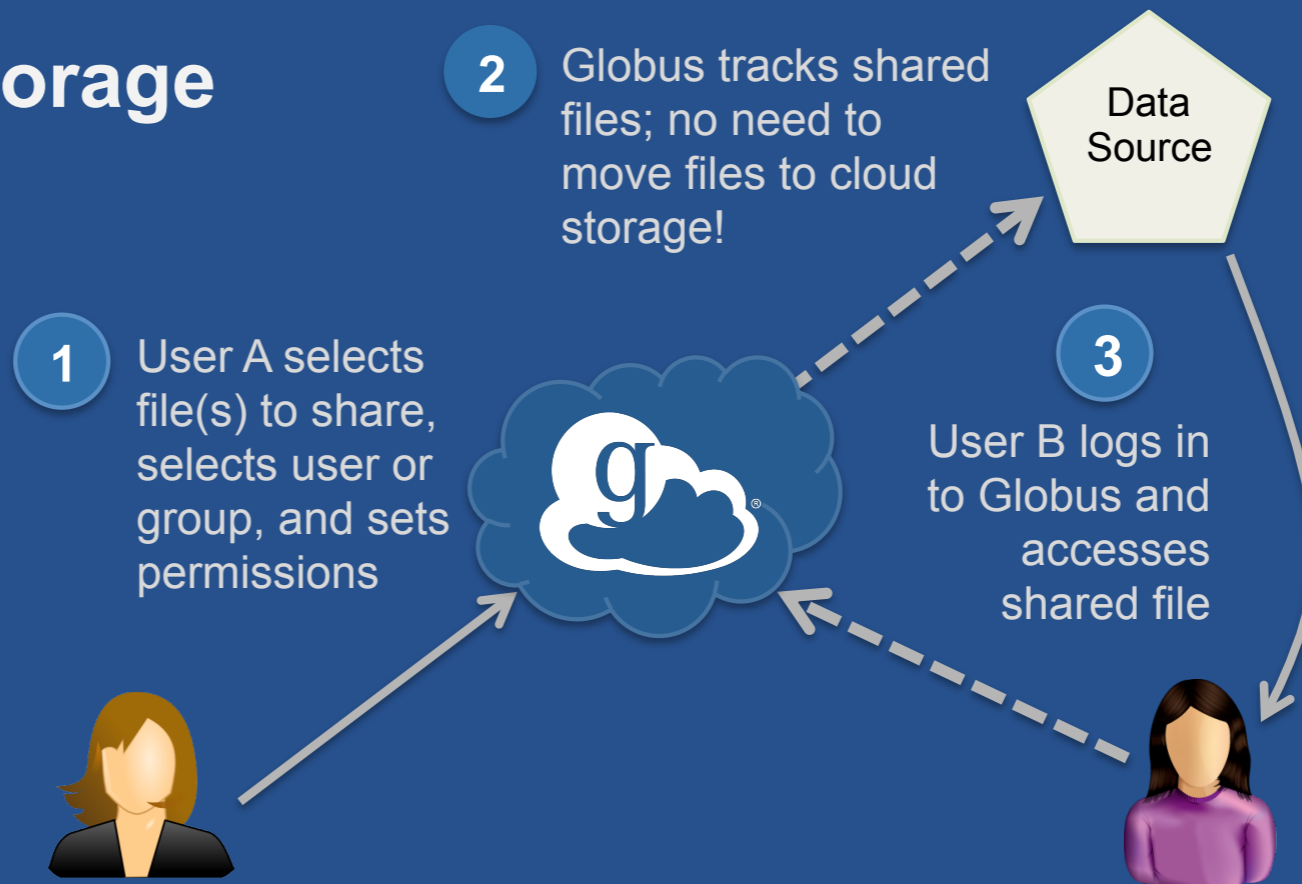 orage
1
User A selects
file(s) to share,
selects user or
group, and sets
permissions
2
Globus tracks shared
files; no need to
move files to cloud
storage!
Data
Source
3
User B logs in
to Globus and
accesses
shared file
g
®